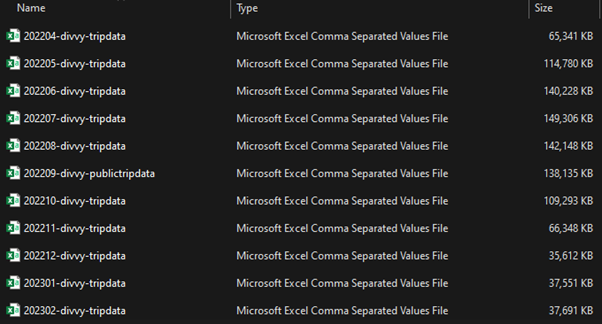 Name Type Size
202204-divvy-tripdata Microsoft Excel Comma Separated Values File 65,341 KB
202205-divvy-tripdata Microsoft Excel Comma Separated Values File 114,780 KB
202206-divvy-tripdata Microsoft Excel Comma Separated Values File 140,228 KB
202207-divvy-tripdata Microsoft Excel Comma Separated Values File 149,306 KB
202208-divvy-tripdata Microsoft Excel Comma Separated Values File 142,148 KB
202209-divvy-publictripdata Microsoft Excel Comma Separated Values File 138,135 KB
202210-divvy-tripdata Microsoft Excel Comma Separated Values File 109,293 KB
202211-divvy-tripdata Microsoft Excel Comma Separated Values File 66,348 KB
202212-divvy-tripdata Microsoft Excel Comma Separated Values File 35,612 KB
202301-divvy-tripdata Microsoft Excel Comma Separated Values File 37,551 KB
202302-divvy-tripdata Microsoft Excel Comma Separated Values File 37,691 KB